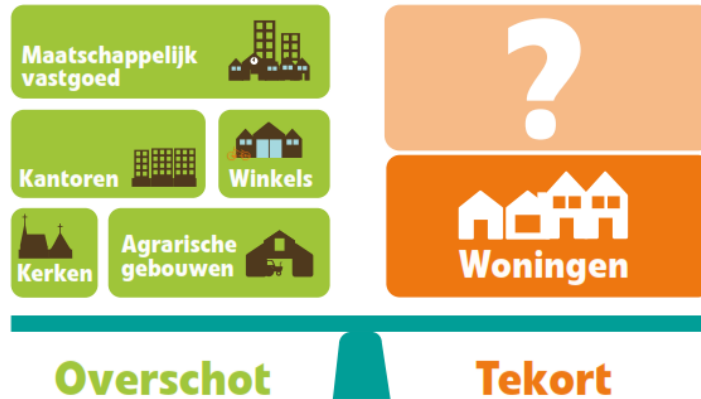 Maatschappelijk
vastgoed
Kantoren
Winkels
Kerken
Agrarische
gebouwen
?
Woningen
Overschot
Tekort